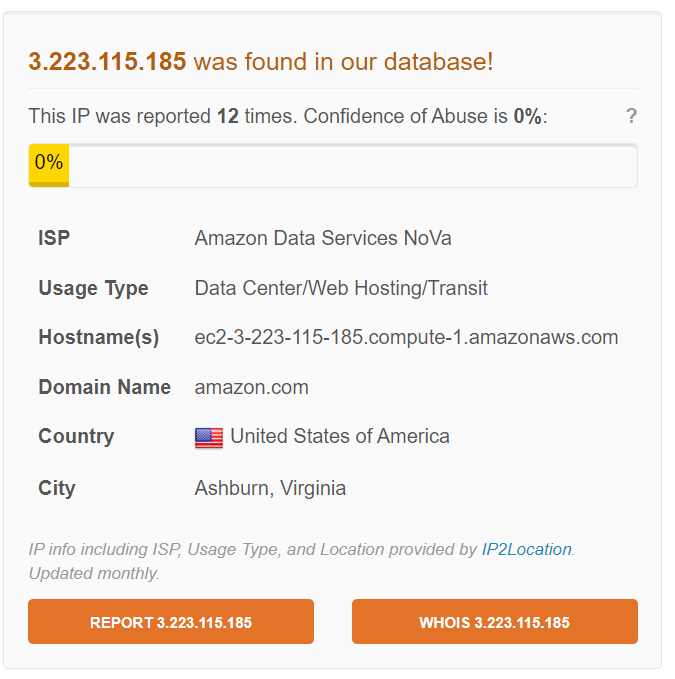 3.223.115.185 was found in our database!
This IP was reported 12 times. Confidence of Abuse is 0%: ?
0%
ISP Amazon Data Services NoVa
Usage Type Data Center/Web Hosting/Transit
Hostname(s) ec2-3-223-115-185.compute-1.amazonaws.com
Domain Name amazon.com
Country United States of America
City Ashburn, Virginia
IP info including ISP, Usage Type, and Location provided by IP2Location.
Updated monthly.
REPORT 3.223.115.185 WHOIS 3.223.115.185